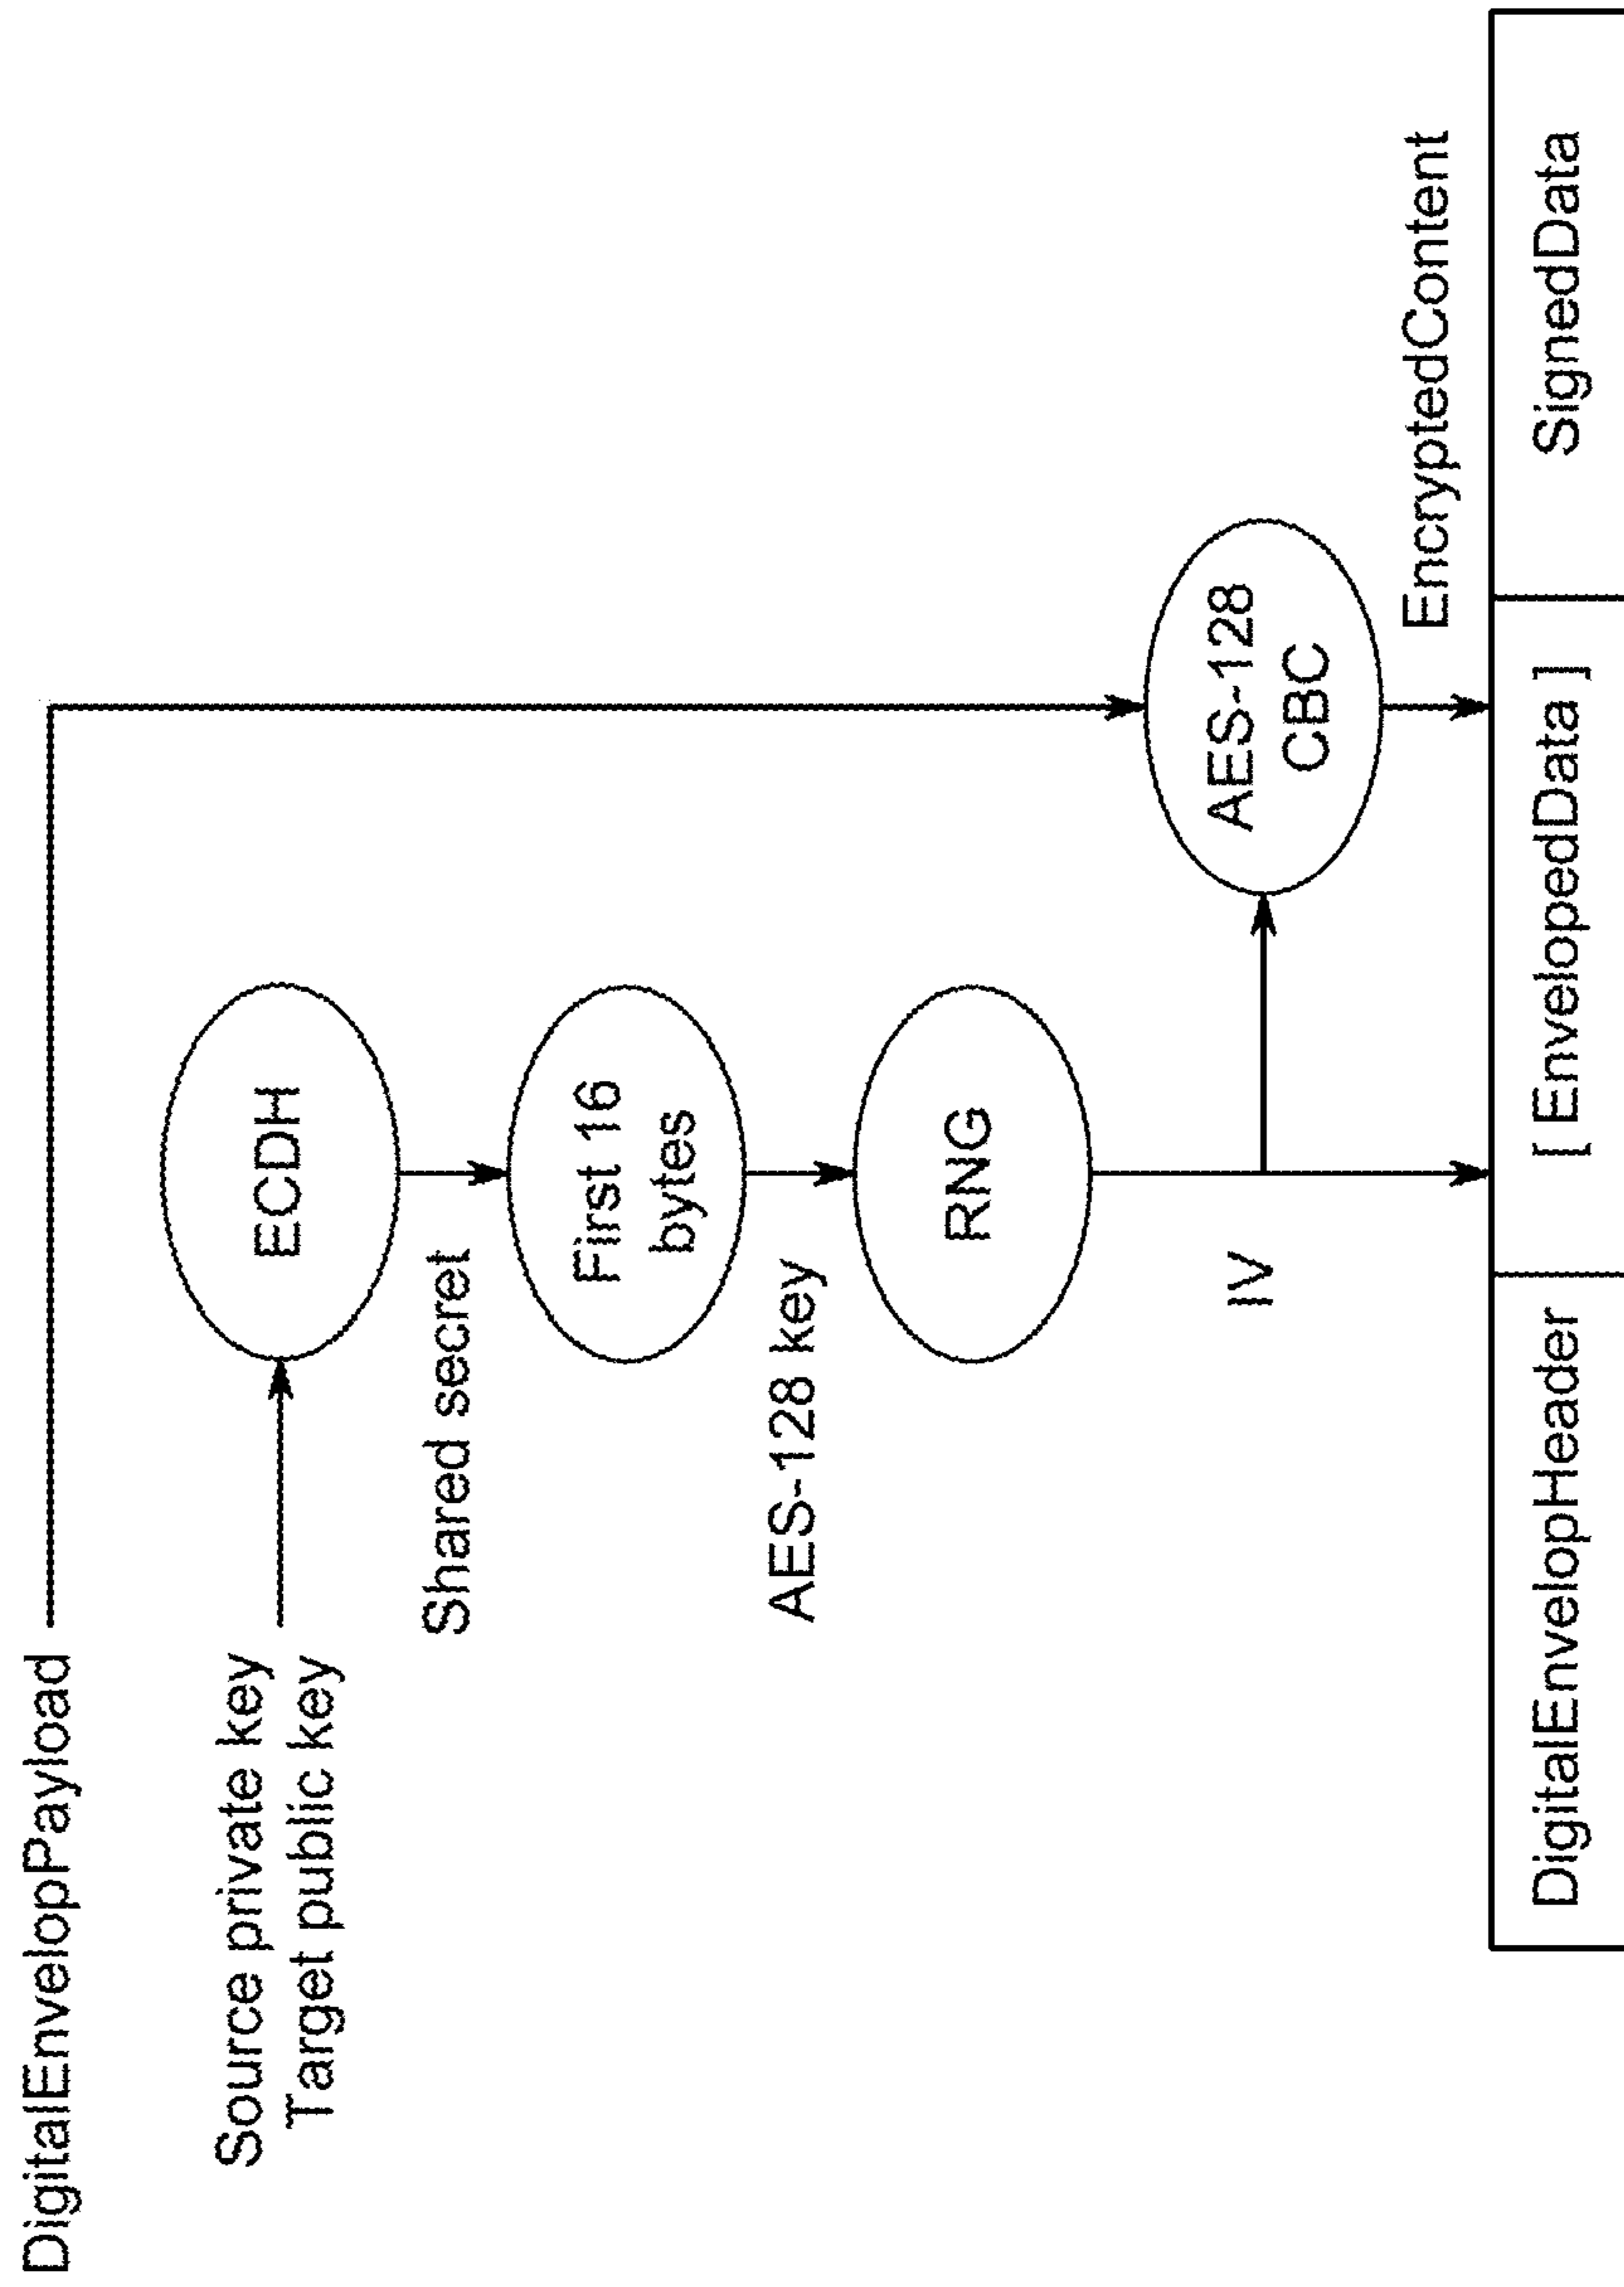 DigitalEnvelopPayload
Source private key
Target public key
ECDH
Shared secret
First 16
bytes
AES-128 key
RNG
IV
AES-128
CBC
EncryptedContent
DigitalEnvelopHeader
[ EnvelopedData ]
SignedData